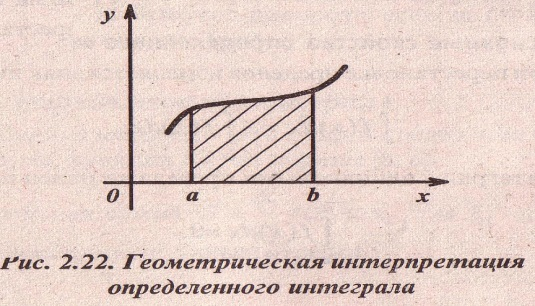 y
0 a b x
Рис. 2.22. Геометрическая интерпретация
определенного интеграла